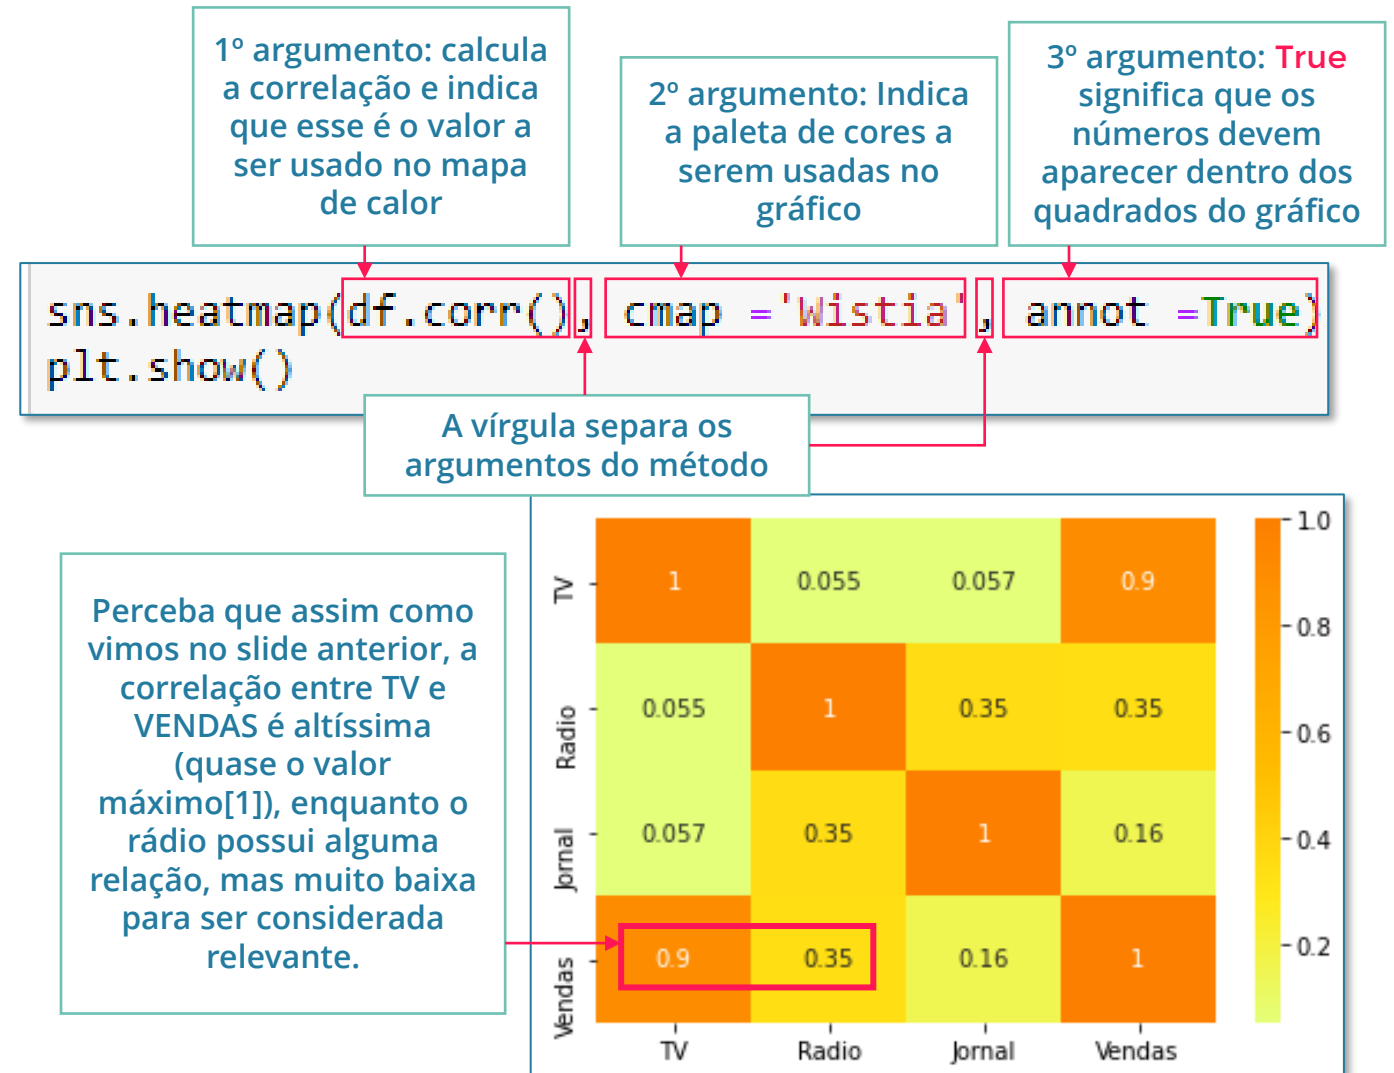 1º argumento: calcula
a correlação e indica
que esse é o valor a
ser usado no mapa
de calor
2º argumento: Indica
a paleta de cores a
serem usadas no
gráfico
3º argumento: True
significa que os
números devem
aparecer dentro dos
quadrados do gráfico
sns.heatmap(df.corr(), cmap = 'Wistia', annot =True)
plt.show()
A vírgula separa os
argumentos do método
Perceba que assim como
vimos no slide anterior, a
correlação entre TV e
VENDAS é altíssima
(quase o valor
máximo[1]), enquanto o
rádio possui alguma
relação, mas muito baixa
para ser considerada
relevante.
TV 1 0.055 0.057 0.9
Radio 0.055 1 0.35 0.35
Jornal 0.057 0.35 1 0.16
Vendas 0.9 0.35 0.16 1
TV Radio Jornal Vendas
1.0
0.8
0.6
0.4
0.2